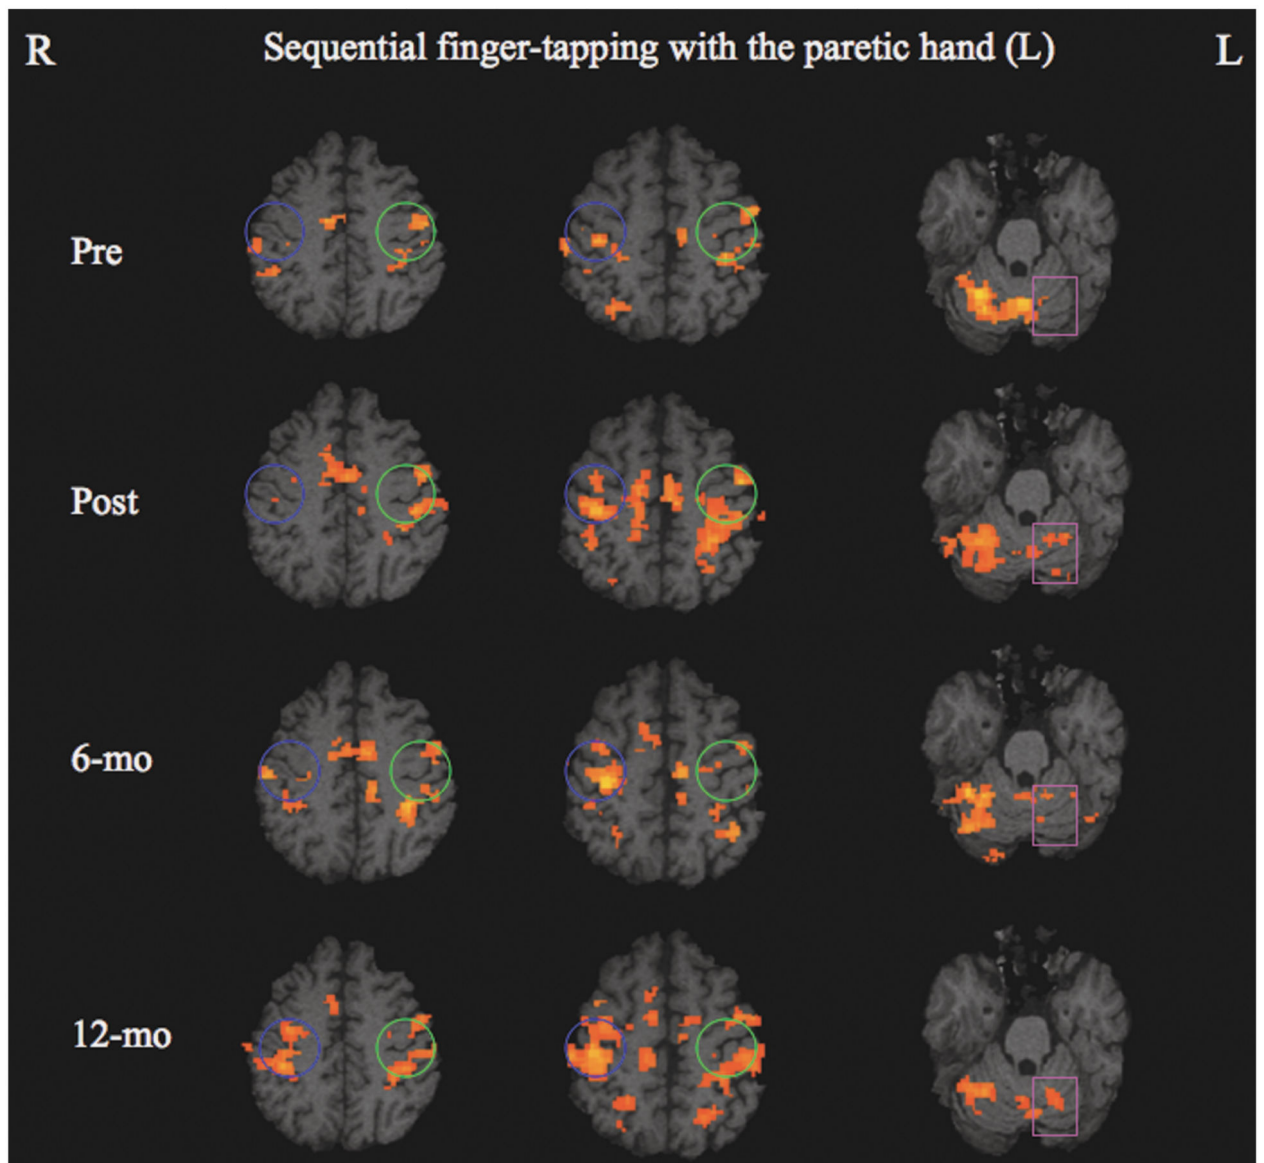 R
Sequential finger-tapping with the paretic hand (L)
L
Pre
Post
6-mo
12-mo